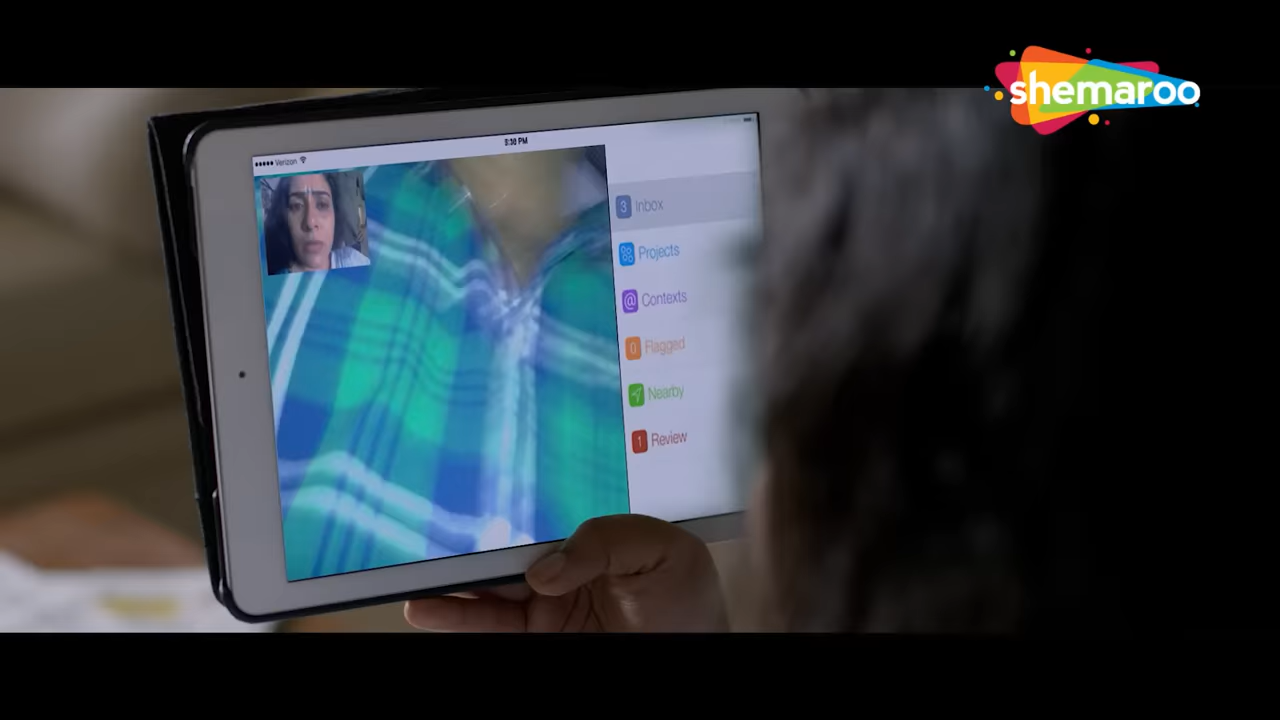 shemaroo
Verizon
5:30 PM
3 Inbox
Projects
@ Contexts
0 Flagged
Nearby
1 Review